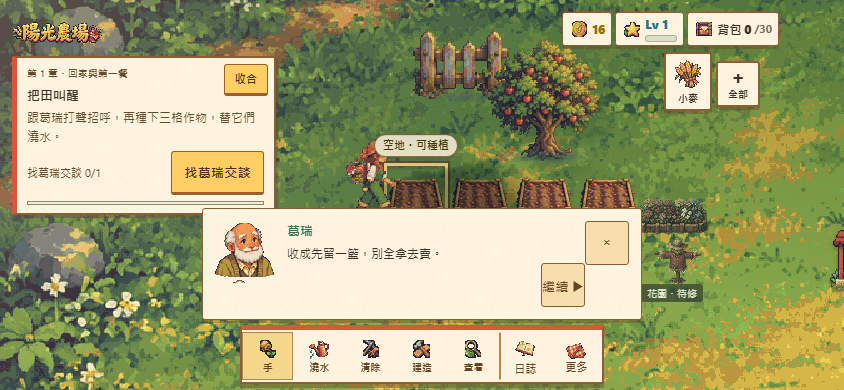 陽光農場
16
Lv 1
背包 0 /30
第 1 章 · 回家與第一餐
收合
把田叫醒
跟葛瑞打聲招呼，再種下三格作物，替它們
澆水。
找葛瑞交談 0/1
找葛瑞交談
小麥
+
全部
空地 · 可種植
葛瑞
×
收成先留一籃，別全拿去賣。
繼續 ▶
花圃 · 待修
手
澆水
清除
建造
查看
日誌
更多